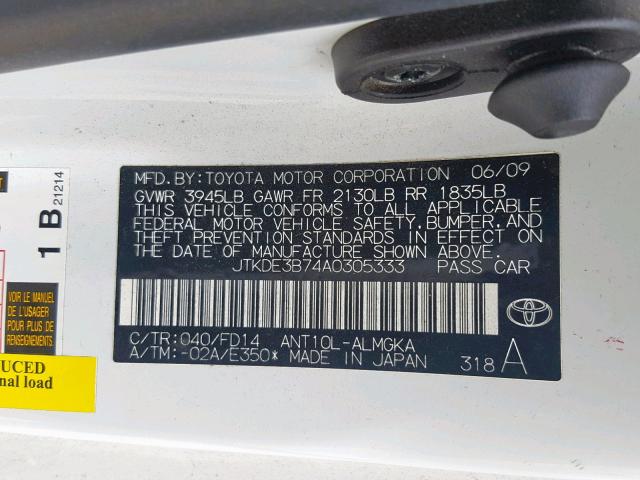 MFD. BY: TOYOTA MOTOR CORPORATION 06/09
GVWR 3945LB GAWR FR 2130LB RR 1835LB
THIS VEHICLE CONFORMS TO ALL APPLICABLE
FEDERAL MOTOR VEHICLE SAFETY, BUMPER, AND
THEFT PREVENTION STANDARDS IN EFFECT ON
THE DATE OF MANUFACTURE SHOWN ABOVE.
JTKDE3B74A0305333 PASS CAR
C/TR: 040/FD14 ANT10L-ALMGKA
A/TM: -02A/E350* MADE IN JAPAN 318 A
1 B
21214
VOIR LE MANUEL
DE L'USAGER
POUR PLUS DE
RENSEIGNEMENTS
UCED
nal load